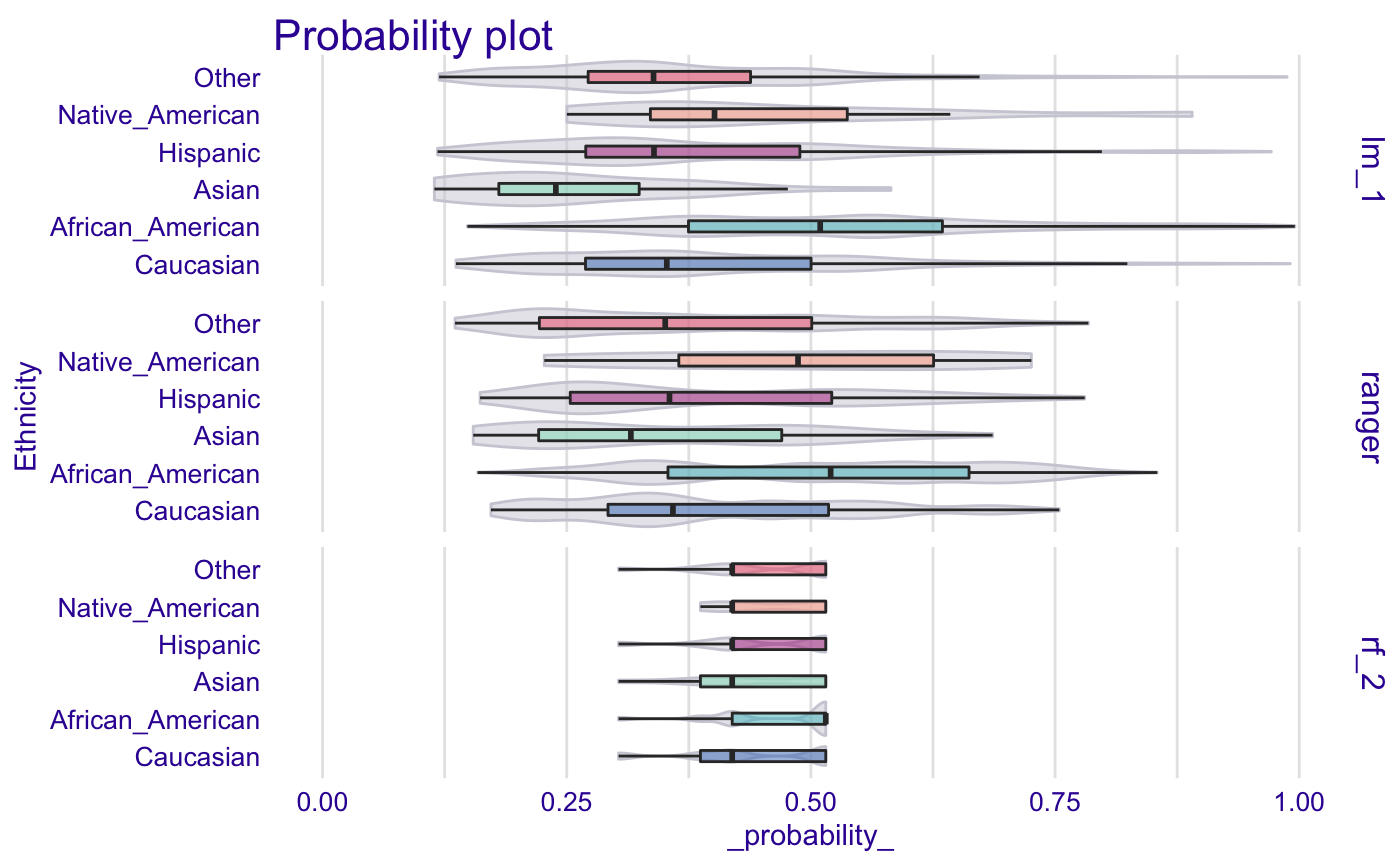 Probability plot
Other
Native_American
Hispanic
Asian
African_American
Caucasian
lm_1
Other
Native_American
Hispanic
Asian
African_American
Caucasian
ranger
Ethnicity
Other
Native_American
Hispanic
Asian
African_American
Caucasian
rf_2
0.00 0.25 0.50 0.75 1.00
_probability_